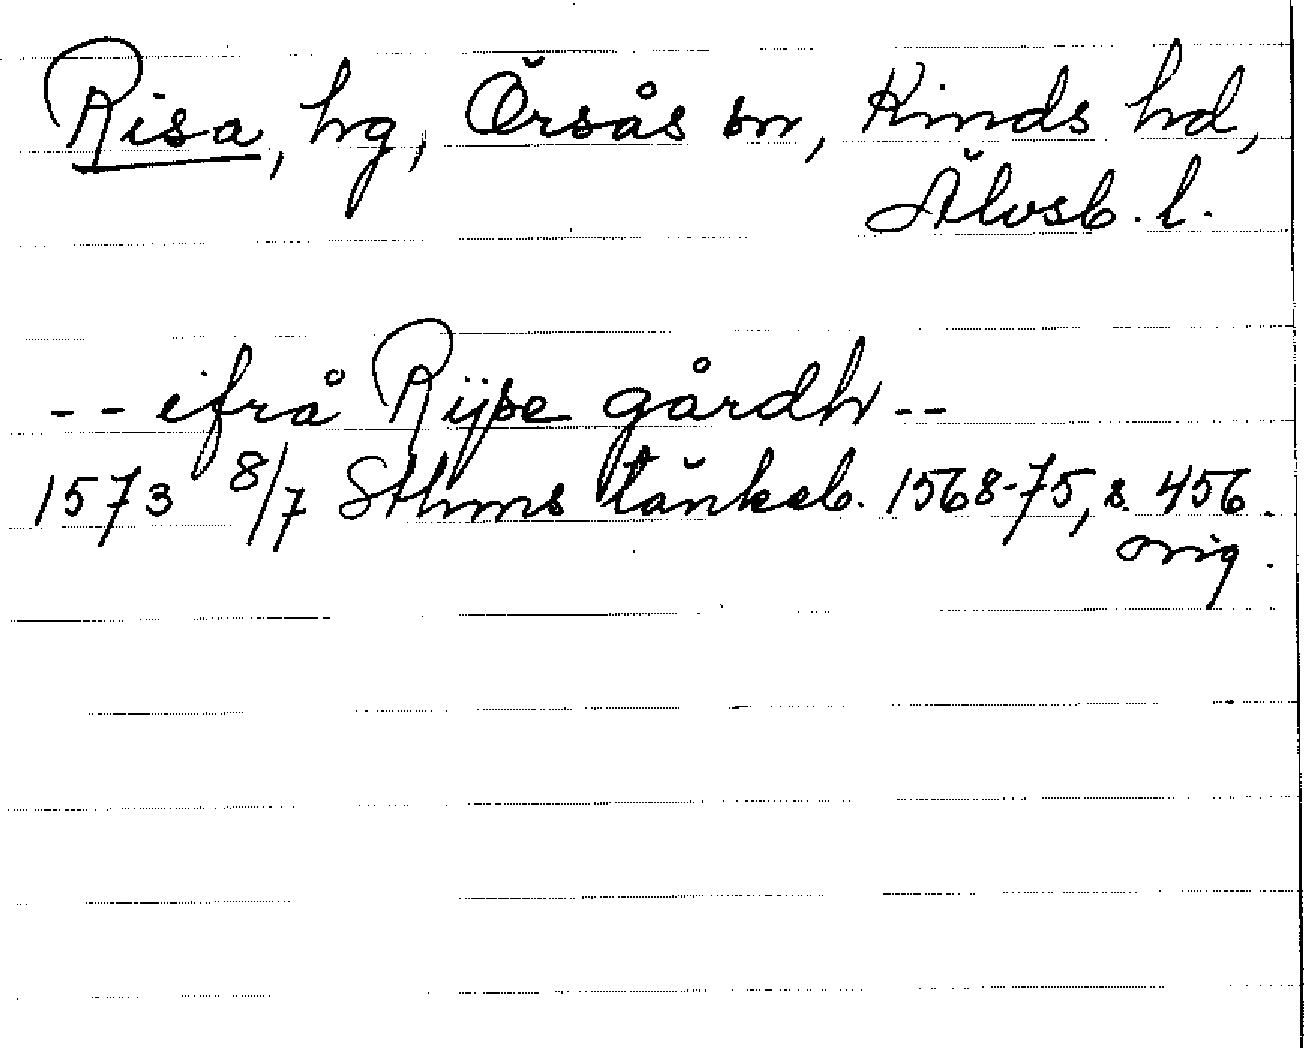 Risa, hg, Örsås sn, Kinds hd,
Älvsb. l.
-- ifrå Rijse gårdh --
1573 8/7 Sthms tänkeb. 1568-75, s. 456.
orig.